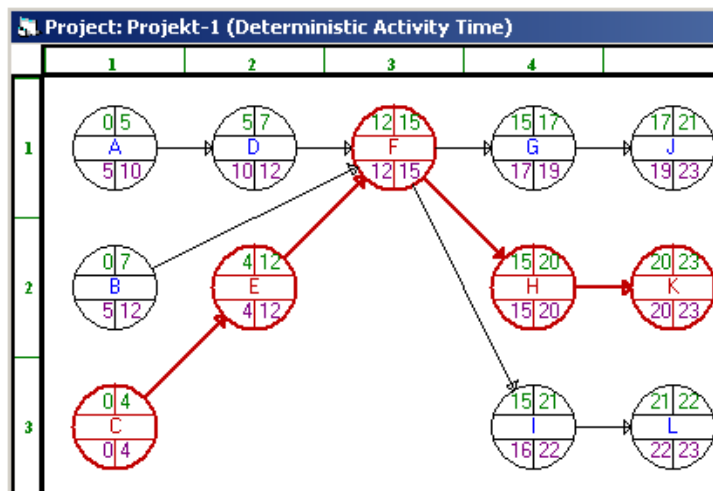 Project: Projekt-1 (Deterministic Activity Time)
1 2 3 4
1
0 5 5 7 12 15 15 17 17 21
A D F G J
5 10 10 12 12 15 17 19 19 23
2
0 7 4 12 15 20 20 23
B E H K
5 12 4 12 15 20 20 23
3
0 4 15 21 21 22
C I L
0 4 16 22 22 23